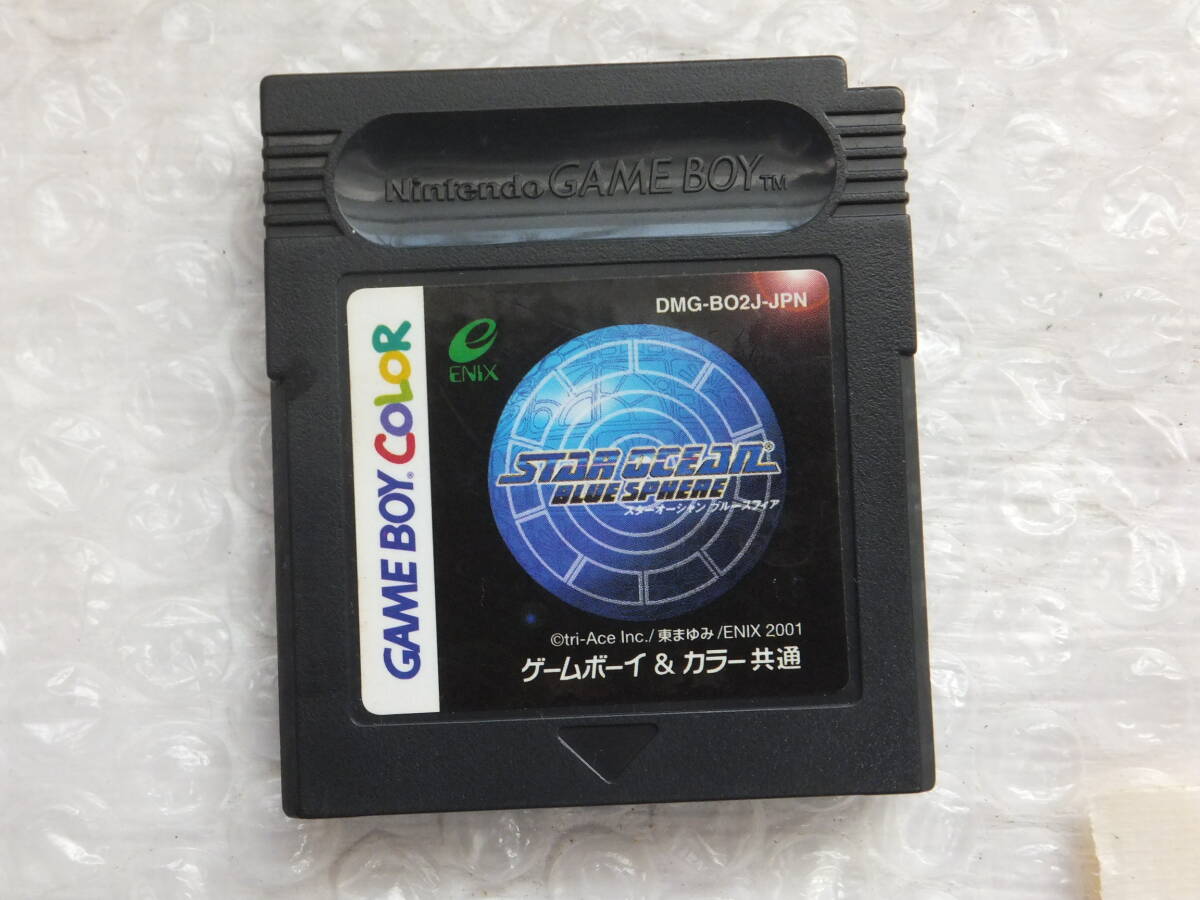 Nintendo GAME BOY™
DMG-BO2J-JPN
ENIX
GAME BOY® COLOR
STAR OCEAN®
BLUE SPHERE
スターオーシャン ブルースフィア
©tri-Ace Inc./東まゆみ/ENIX 2001
ゲームボーイ & カラー共通